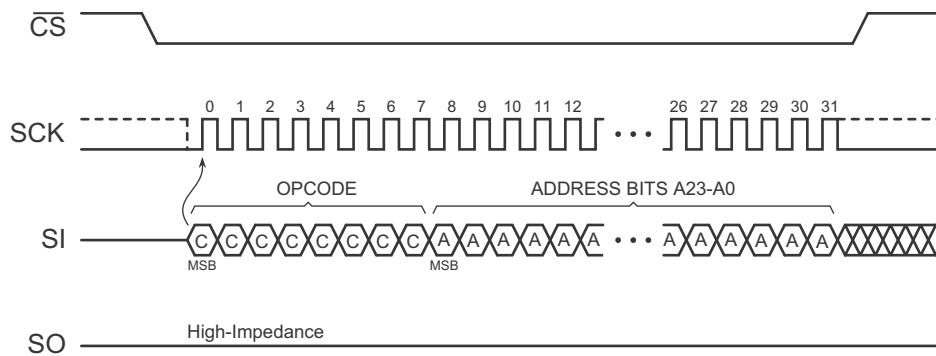 CS
0 1 2 3 4 5 6 7 8 9 10 11 12 26 27 28 29 30 31
SCK
OPCODE ADDRESS BITS A23-A0
SI C C C C C C C C A A A A A A A A A A A A
MSB MSB
High-Impedance
SO